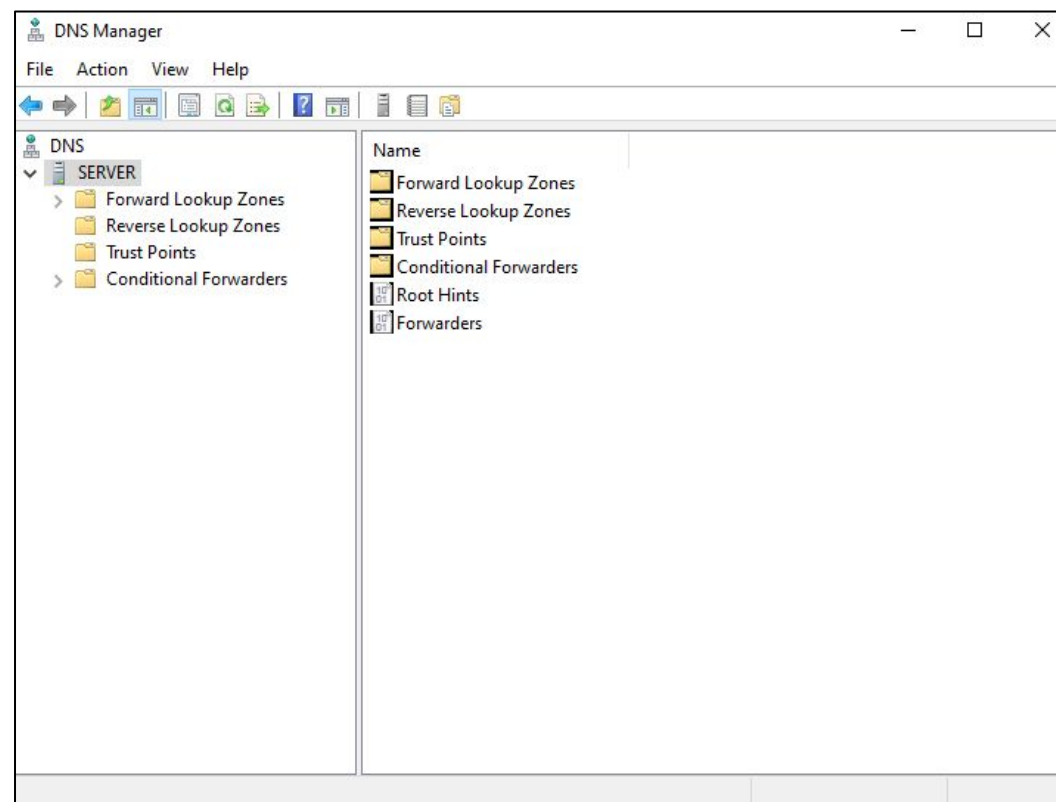 DNS Manager
File Action View Help
DNS
SERVER
Forward Lookup Zones
Reverse Lookup Zones
Trust Points
Conditional Forwarders
Name
Forward Lookup Zones
Reverse Lookup Zones
Trust Points
Conditional Forwarders
Root Hints
Forwarders